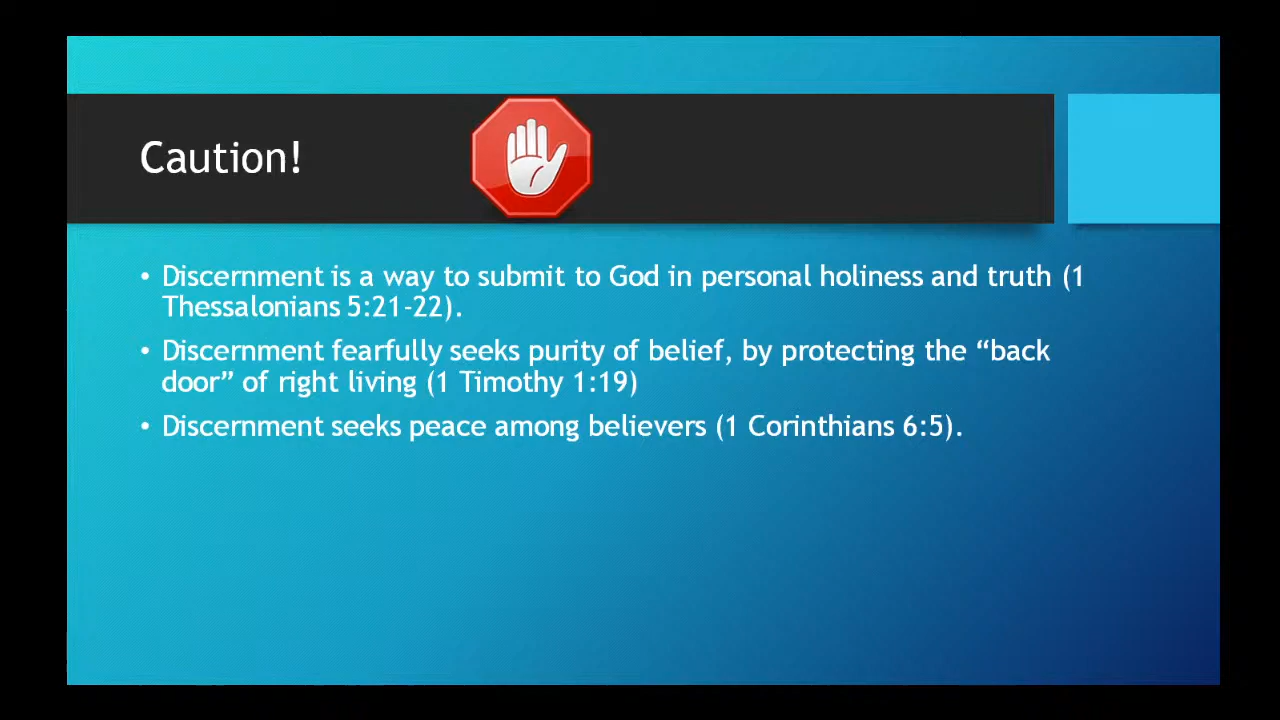 Caution!
• Discernment is a way to submit to God in personal holiness and truth (1
Thessalonians 5:21-22).
• Discernment fearfully seeks purity of belief, by protecting the “back
door” of right living (1 Timothy 1:19)
• Discernment seeks peace among believers (1 Corinthians 6:5).